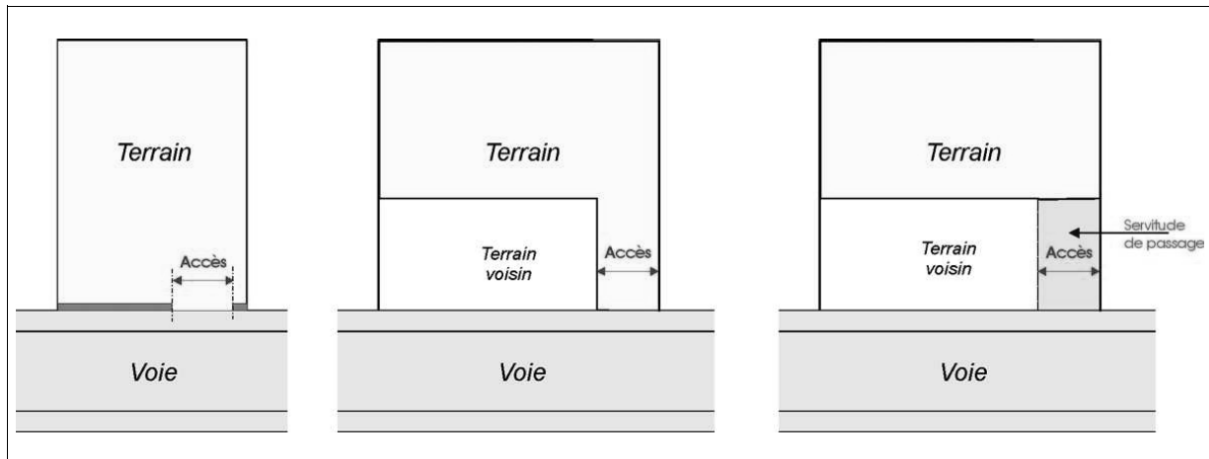 Terrain
Accès
Voie
Terrain
Terrain
voisin
Accès
Voie
Terrain
Terrain
voisin
Accès
Servitude
de passage
Voie